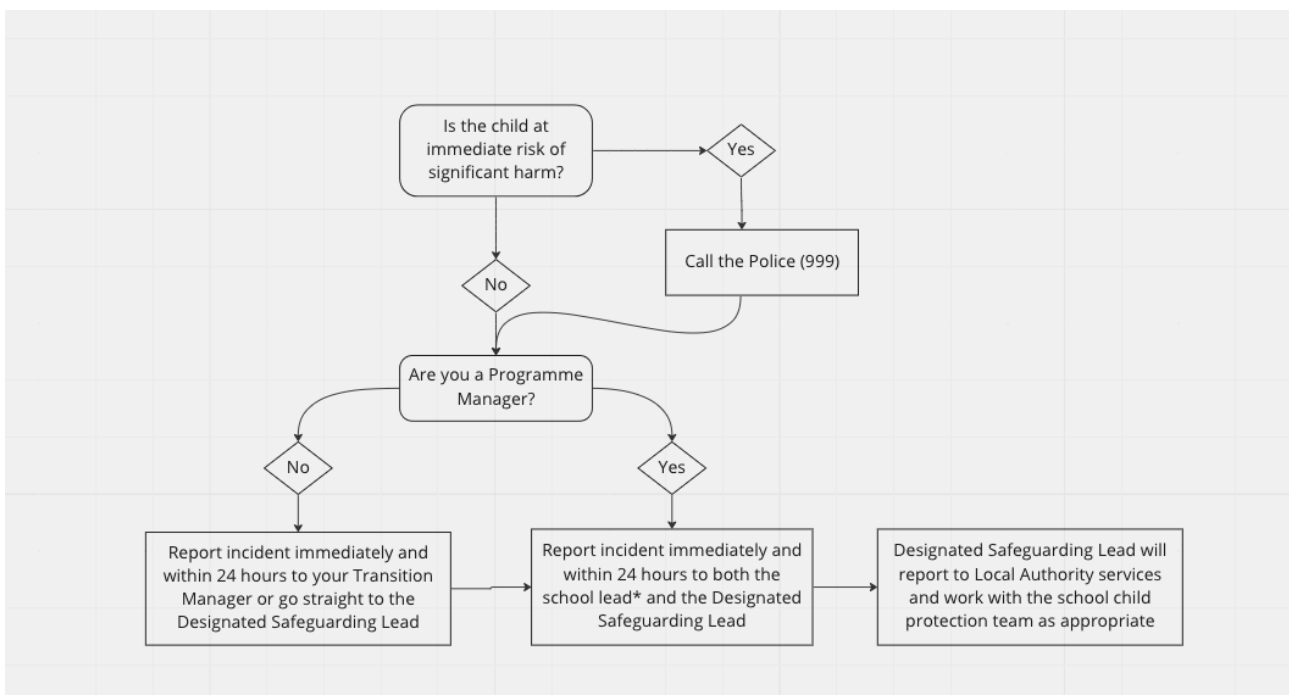 Is the child at
immediate risk of
significant harm?
Yes
Call the Police (999)
No
Are you a Programme
Manager?
No
Yes
Report incident immediately and
within 24 hours to your Transition
Manager or go straight to the
Designated Safeguarding Lead
Report incident immediately and
within 24 hours to both the
school lead* and the Designated
Safeguarding Lead
Designated Safeguarding Lead will
report to Local Authority services
and work with the school child
protection team as appropriate